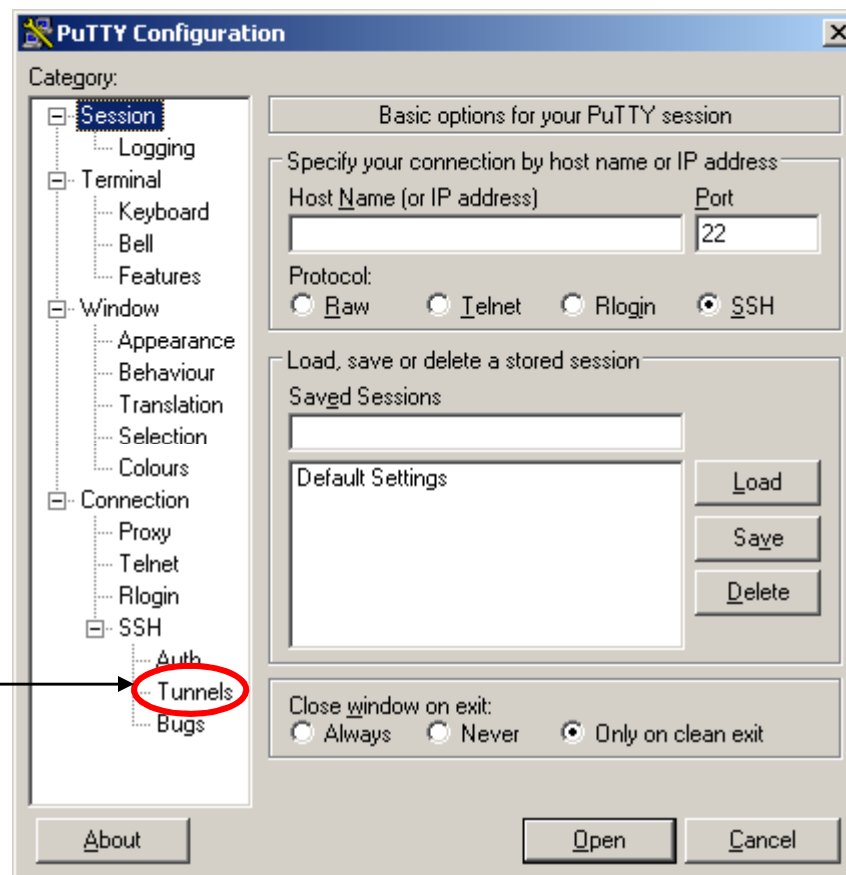 PuTTY Configuration
Category:
Session
Logging
Terminal
Keyboard
Bell
Features
Window
Appearance
Behaviour
Translation
Selection
Colours
Connection
Proxy
Telnet
Rlogin
SSH
Auth
Tunnels
Bugs
Basic options for your PuTTY session
Specify your connection by host name or IP address
Host Name (or IP address) Port
22
Protocol:
Raw Telnet Rlogin SSH
Load, save or delete a stored session
Saved Sessions
Default Settings
Load
Save
Delete
Close window on exit:
Always Never Only on clean exit
About Open Cancel